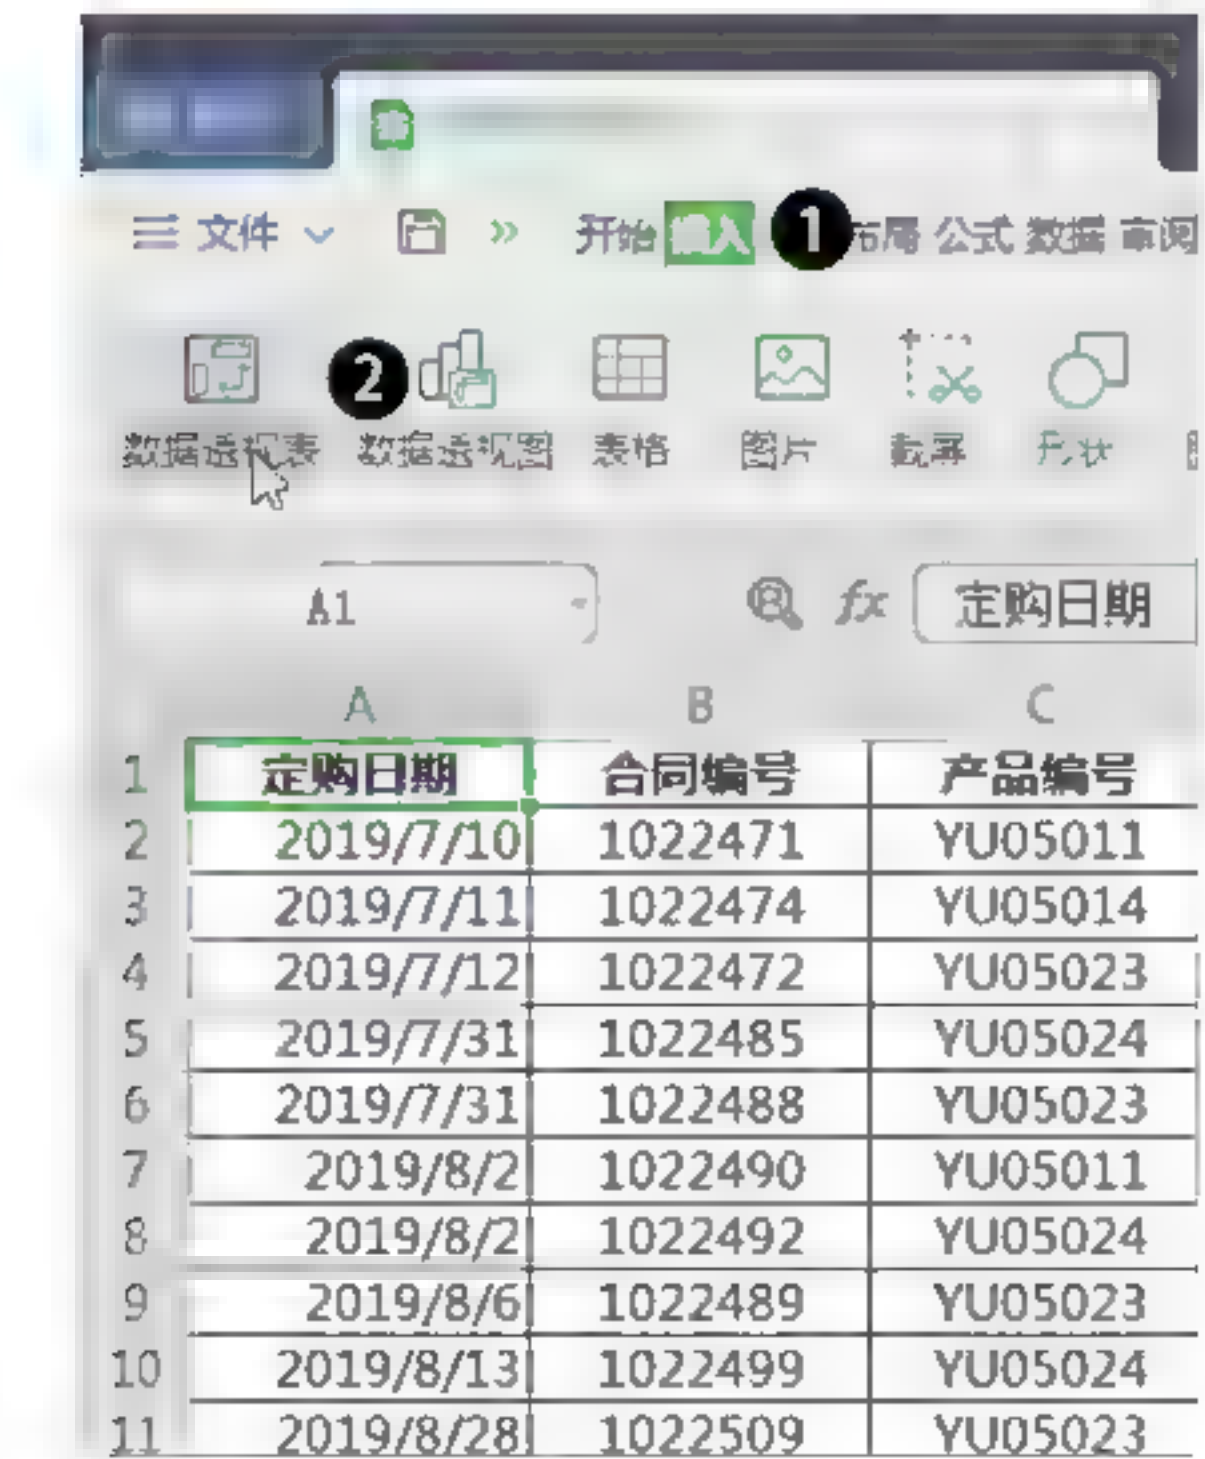 文件 开始 插入 1 布局 公式 数据 审阅
2
数据透视表 数据透视图 表格 图片 截屏 形状
A1 fx 定购日期
A B C
1 定购日期 合同编号 产品编号
2 2019/7/10 1022471 YU05011
3 2019/7/11 1022474 YU05014
4 2019/7/12 1022472 YU05023
5 2019/7/31 1022485 YU05024
6 2019/7/31 1022488 YU05023
7 2019/8/2 1022490 YU05011
8 2019/8/2 1022492 YU05024
9 2019/8/6 1022489 YU05023
10 2019/8/13 1022499 YU05024
11 2019/8/28 1022509 YU05023